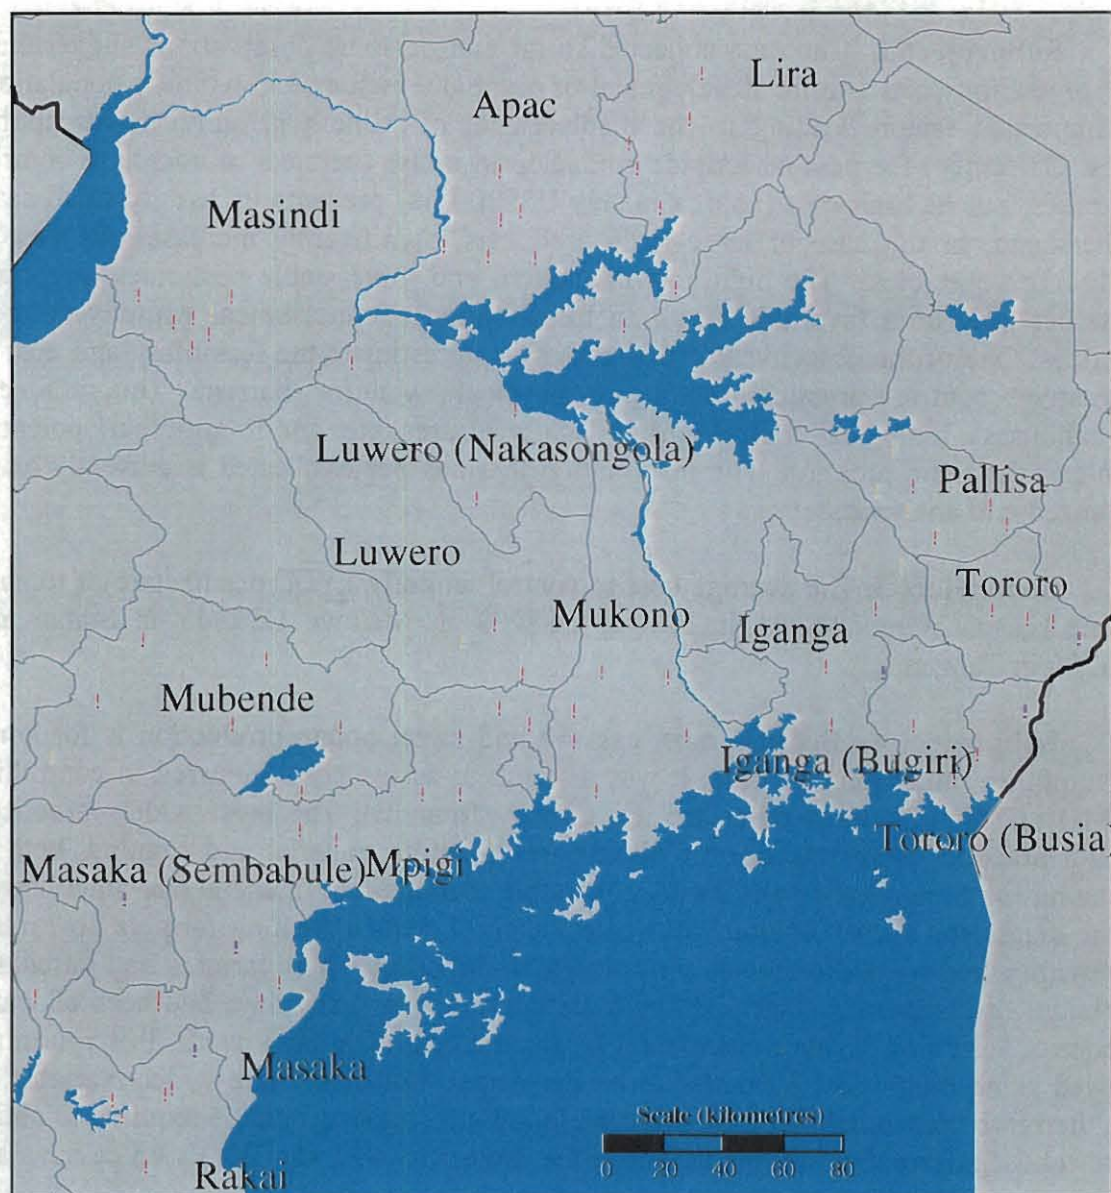 Lira
Apac
Masindi
Luwero (Nakasongola)
Pallisa
Luwero
Tororo
Mukono
Iganga
Mubende
Iganga (Bugiri)
Tororo (Busia)
Masaka (Sembabule)
Mpigi
Masaka
Scale (kilometres)
0 20 40 60 80
Rakai